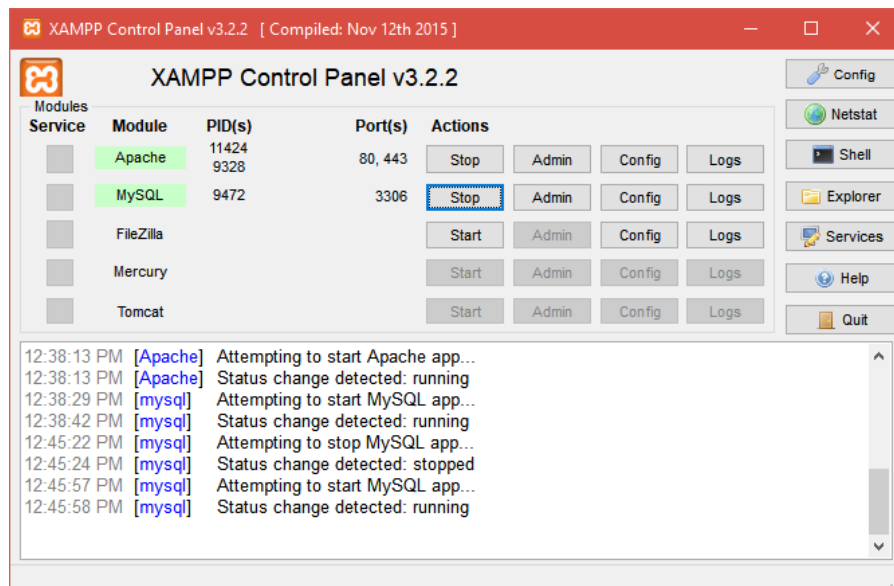 XAMPP Control Panel v3.2.2 [ Compiled: Nov 12th 2015 ]
XAMPP Control Panel v3.2.2
Config
Modules
Service Module PID(s) Port(s) Actions
Netstat
Apache 11424 9328 80, 443 Stop Admin Config Logs
Shell
MySQL 9472 3306 Stop Admin Config Logs
Explorer
FileZilla Start Admin Config Logs
Services
Mercury Start Admin Config Logs
Help
Tomcat Start Admin Config Logs
Quit
12:38:13 PM [Apache] Attempting to start Apache app...
12:38:13 PM [Apache] Status change detected: running
12:38:29 PM [mysql] Attempting to start MySQL app...
12:38:42 PM [mysql] Status change detected: running
12:45:22 PM [mysql] Attempting to stop MySQL app...
12:45:24 PM [mysql] Status change detected: stopped
12:45:57 PM [mysql] Attempting to start MySQL app...
12:45:58 PM [mysql] Status change detected: running